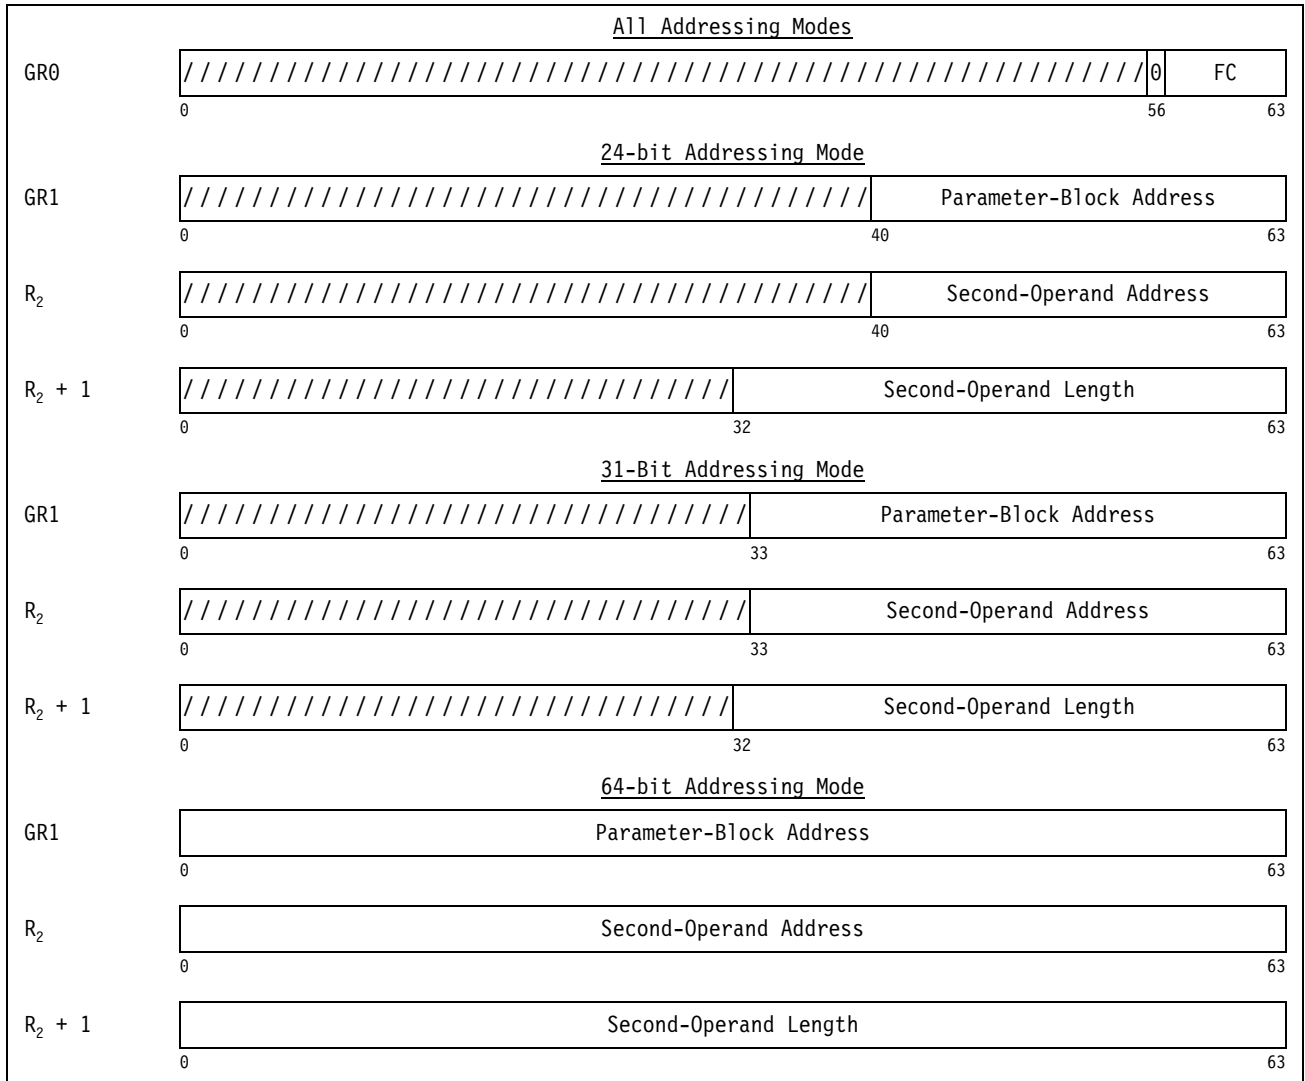 All Addressing Modes
GR0 ///////////////////////////////////////////////////////// 0 FC
0 56 63
24-bit Addressing Mode
GR1 //////////////////////////////////////// Parameter-Block Address
0 40 63
R2 //////////////////////////////////////// Second-Operand Address
0 40 63
R2 + 1 //////////////////////////////// Second-Operand Length
0 32 63
31-Bit Addressing Mode
GR1 ///////////////////////////////// Parameter-Block Address
0 33 63
R2 ///////////////////////////////// Second-Operand Address
0 33 63
R2 + 1 //////////////////////////////// Second-Operand Length
0 32 63
64-bit Addressing Mode
GR1 Parameter-Block Address
0 63
R2 Second-Operand Address
0 63
R2 + 1 Second-Operand Length
0 63